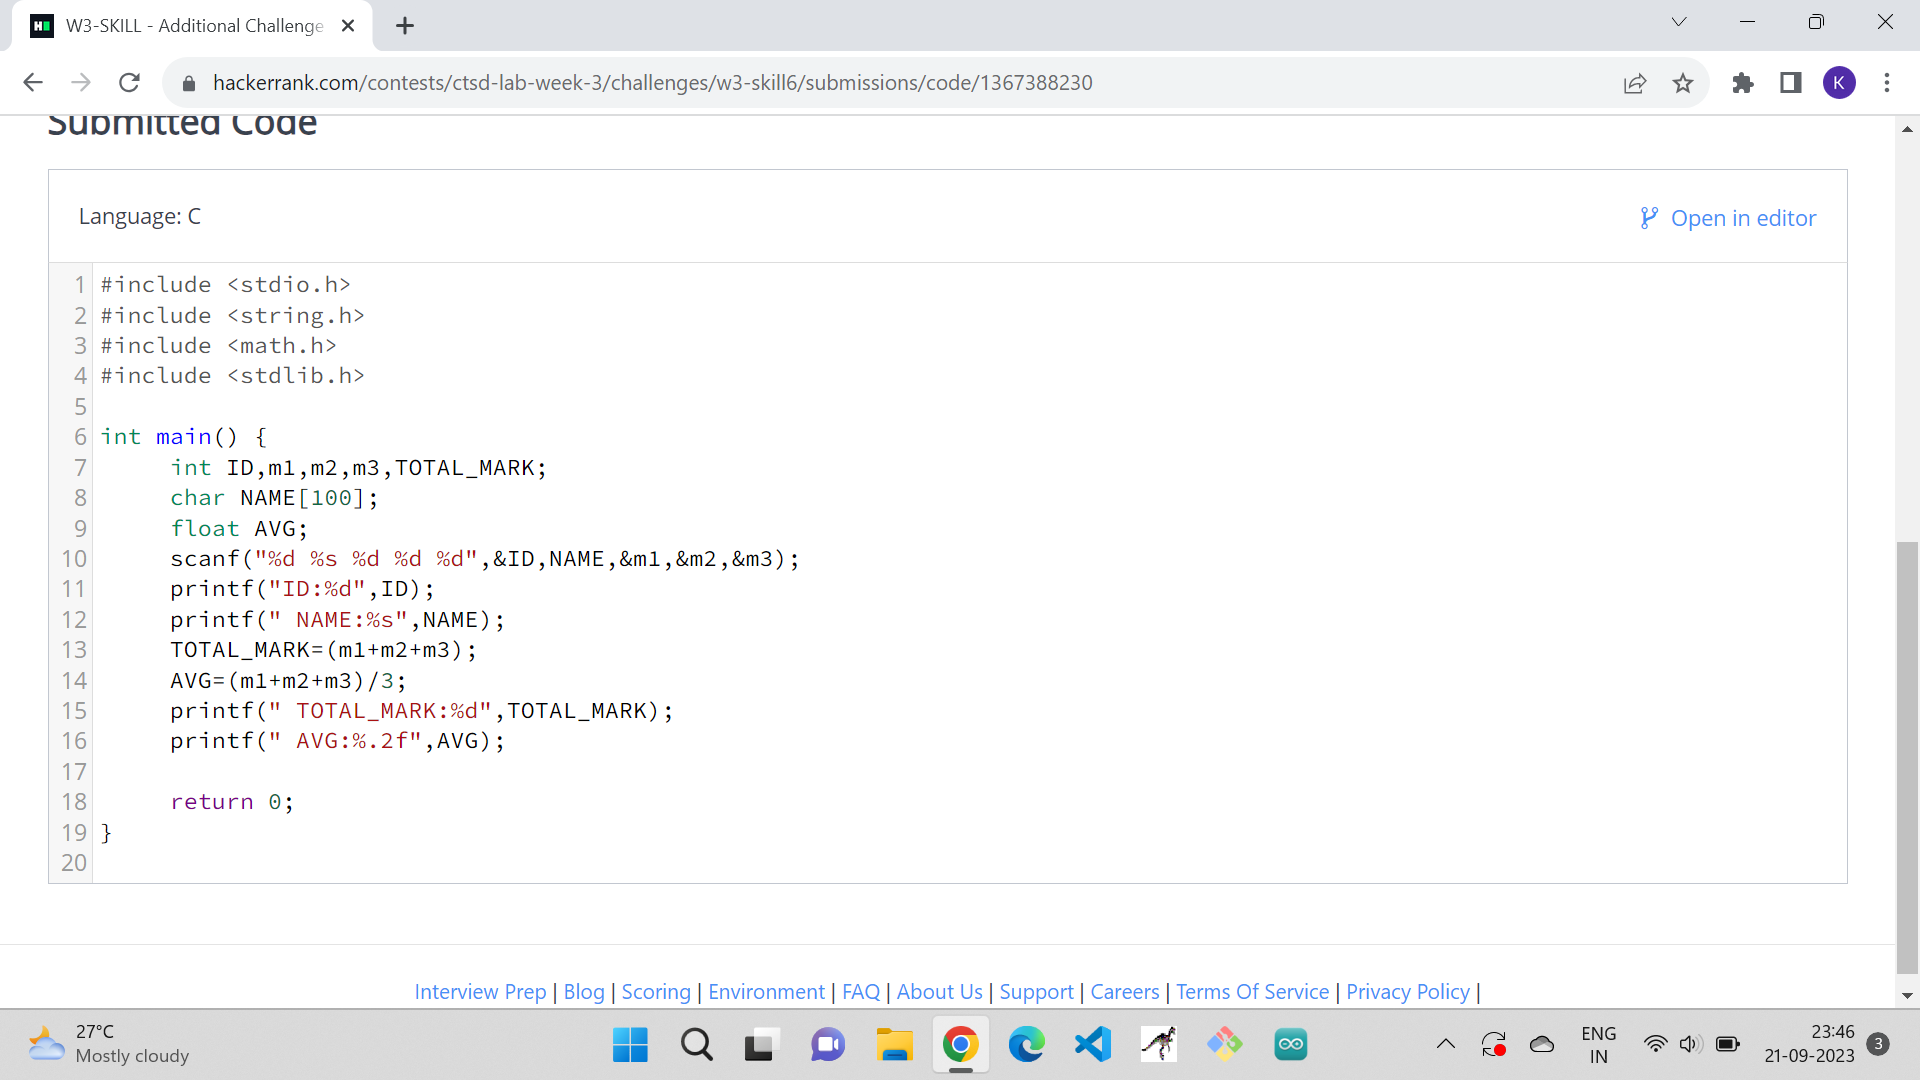 W3-SKILL - Additional Challenge
hackerrank.com/contests/ctsd-lab-week-3/challenges/w3-skill6/submissions/code/1367388230
K
Submitted Code
Language: C
Open in editor
1 #include <stdio.h>
2 #include <string.h>
3 #include <math.h>
4 #include <stdlib.h>
5
6 int main() {
7 int ID,m1,m2,m3,TOTAL_MARK;
8 char NAME[100];
9 float AVG;
10 scanf("%d %s %d %d %d",&ID,NAME,&m1,&m2,&m3);
11 printf("ID:%d",ID);
12 printf(" NAME:%s",NAME);
13 TOTAL_MARK=(m1+m2+m3);
14 AVG=(m1+m2+m3)/3;
15 printf(" TOTAL_MARK:%d",TOTAL_MARK);
16 printf(" AVG:%.2f",AVG);
17
18 return 0;
19 }
20
Interview Prep | Blog | Scoring | Environment | FAQ | About Us | Support | Careers | Terms Of Service | Privacy Policy |
27°C
Mostly cloudy
ENG
IN
23:46
21-09-2023
3